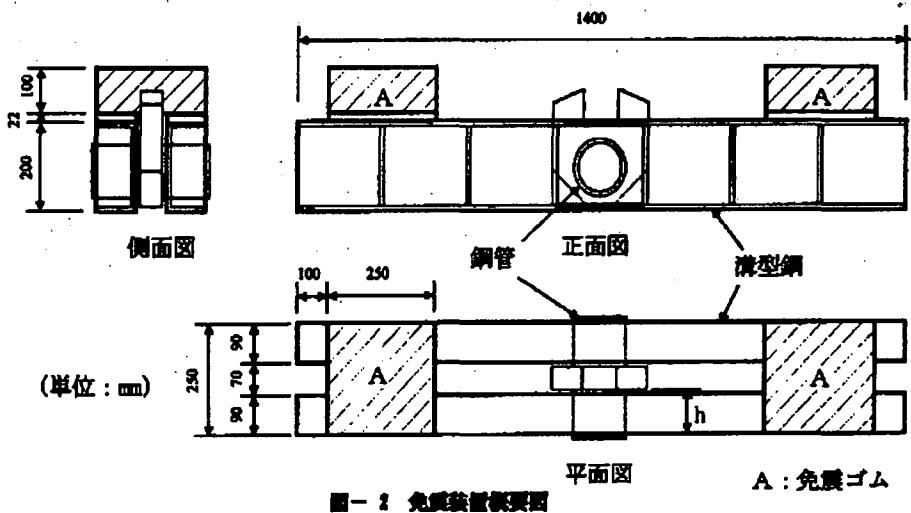 1400
100
22
200
A
A
側面図
正面図
鋼管
溝型鋼
100
250
250
90
70
90
A
A
h
(単位:mm)
平面図
A:免震ゴム
図-2 免震装置概要図